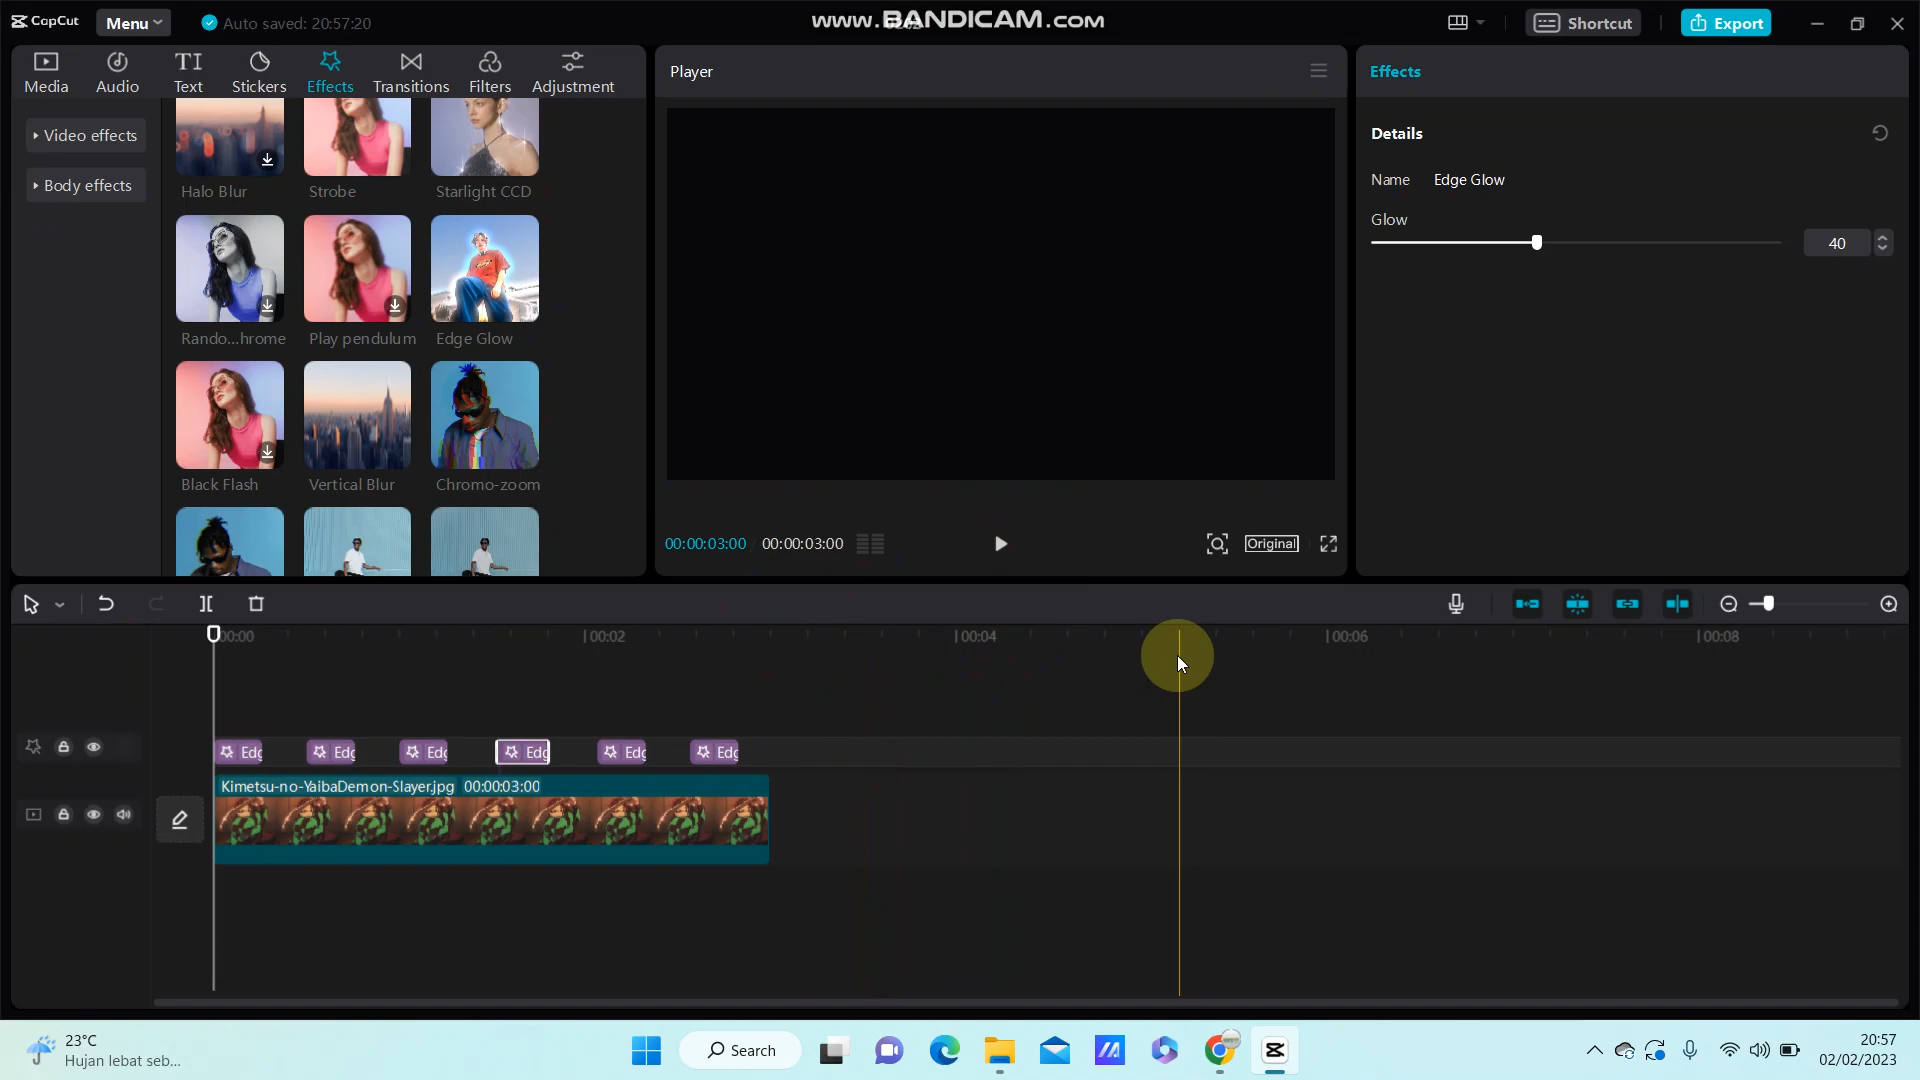 CapCut
Menu
Auto saved: 20:57:20
www.BANDICAM.com
Shortcut
Export
Media
Audio
TI
Text
Stickers
Effects
Transitions
Filters
Adjustment
Player
Effects
Video effects
Body effects
Halo Blur
Strobe
Starlight CCD
Rando...hrome
Play pendulum
Edge Glow
Black Flash
Vertical Blur
Chromo-zoom
Details
Name Edge Glow
Glow
40
00:00:03:00 00:00:03:00
Original
00:00
00:02
00:04
00:06
00:08
Edg
Edg
Edg
Edg
Edg
Edg
Kimetsu-no-YaibaDemon-Slayer.jpg 00:00:03:00
23°C
Hujan lebat seb...
Search
20:57
02/02/2023